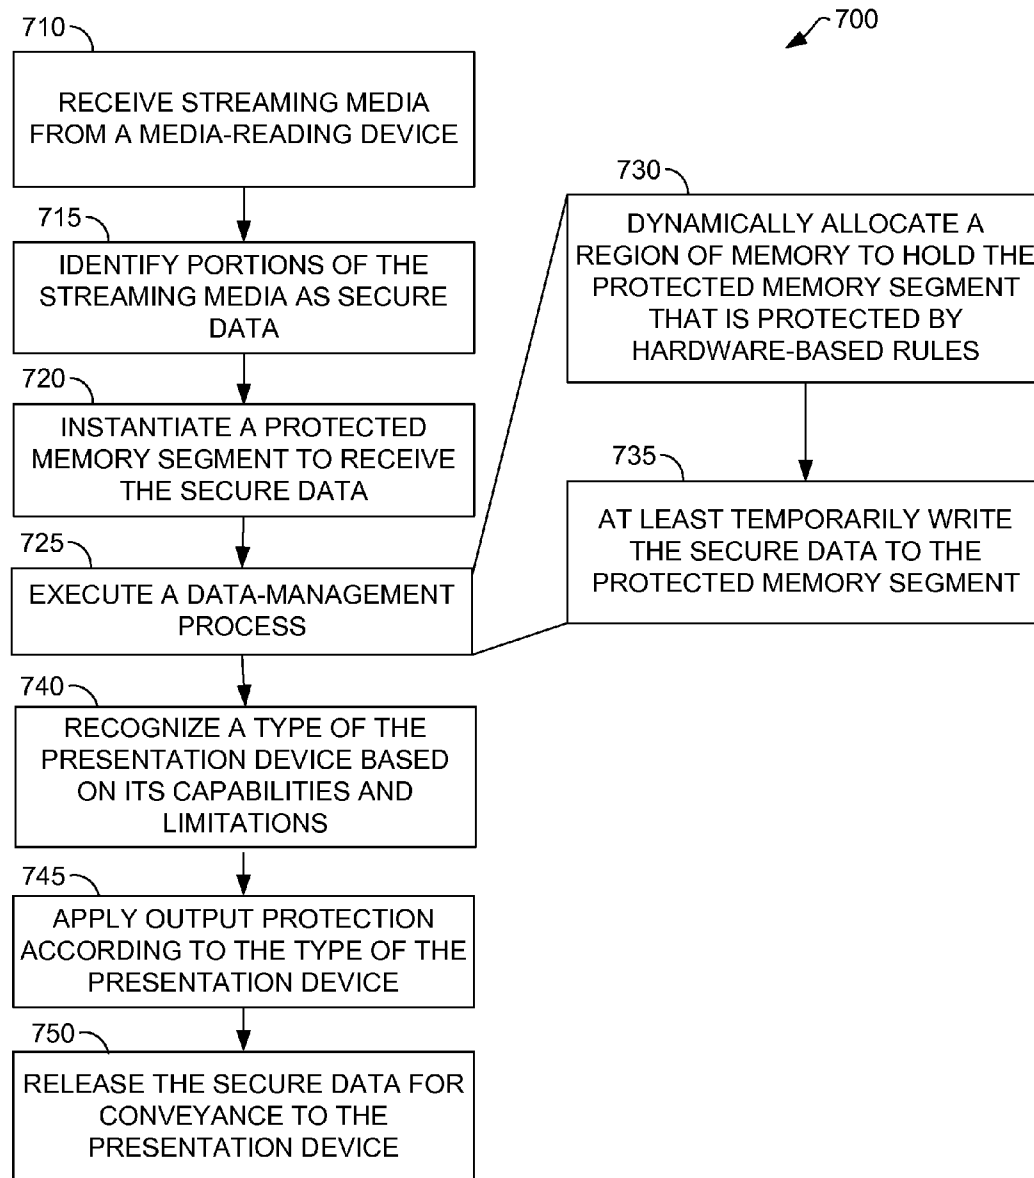 700
710
RECEIVE STREAMING MEDIA
FROM A MEDIA-READING DEVICE
715
IDENTIFY PORTIONS OF THE
STREAMING MEDIA AS SECURE
DATA
720
INSTANTIATE A PROTECTED
MEMORY SEGMENT TO RECEIVE
THE SECURE DATA
725
EXECUTE A DATA-MANAGEMENT
PROCESS
730
DYNAMICALLY ALLOCATE A
REGION OF MEMORY TO HOLD THE
PROTECTED MEMORY SEGMENT
THAT IS PROTECTED BY
HARDWARE-BASED RULES
735
AT LEAST TEMPORARILY WRITE
THE SECURE DATA TO THE
PROTECTED MEMORY SEGMENT
740
RECOGNIZE A TYPE OF THE
PRESENTATION DEVICE BASED
ON ITS CAPABILITIES AND
LIMITATIONS
745
APPLY OUTPUT PROTECTION
ACCORDING TO THE TYPE OF THE
PRESENTATION DEVICE
750
RELEASE THE SECURE DATA FOR
CONVEYANCE TO THE
PRESENTATION DEVICE